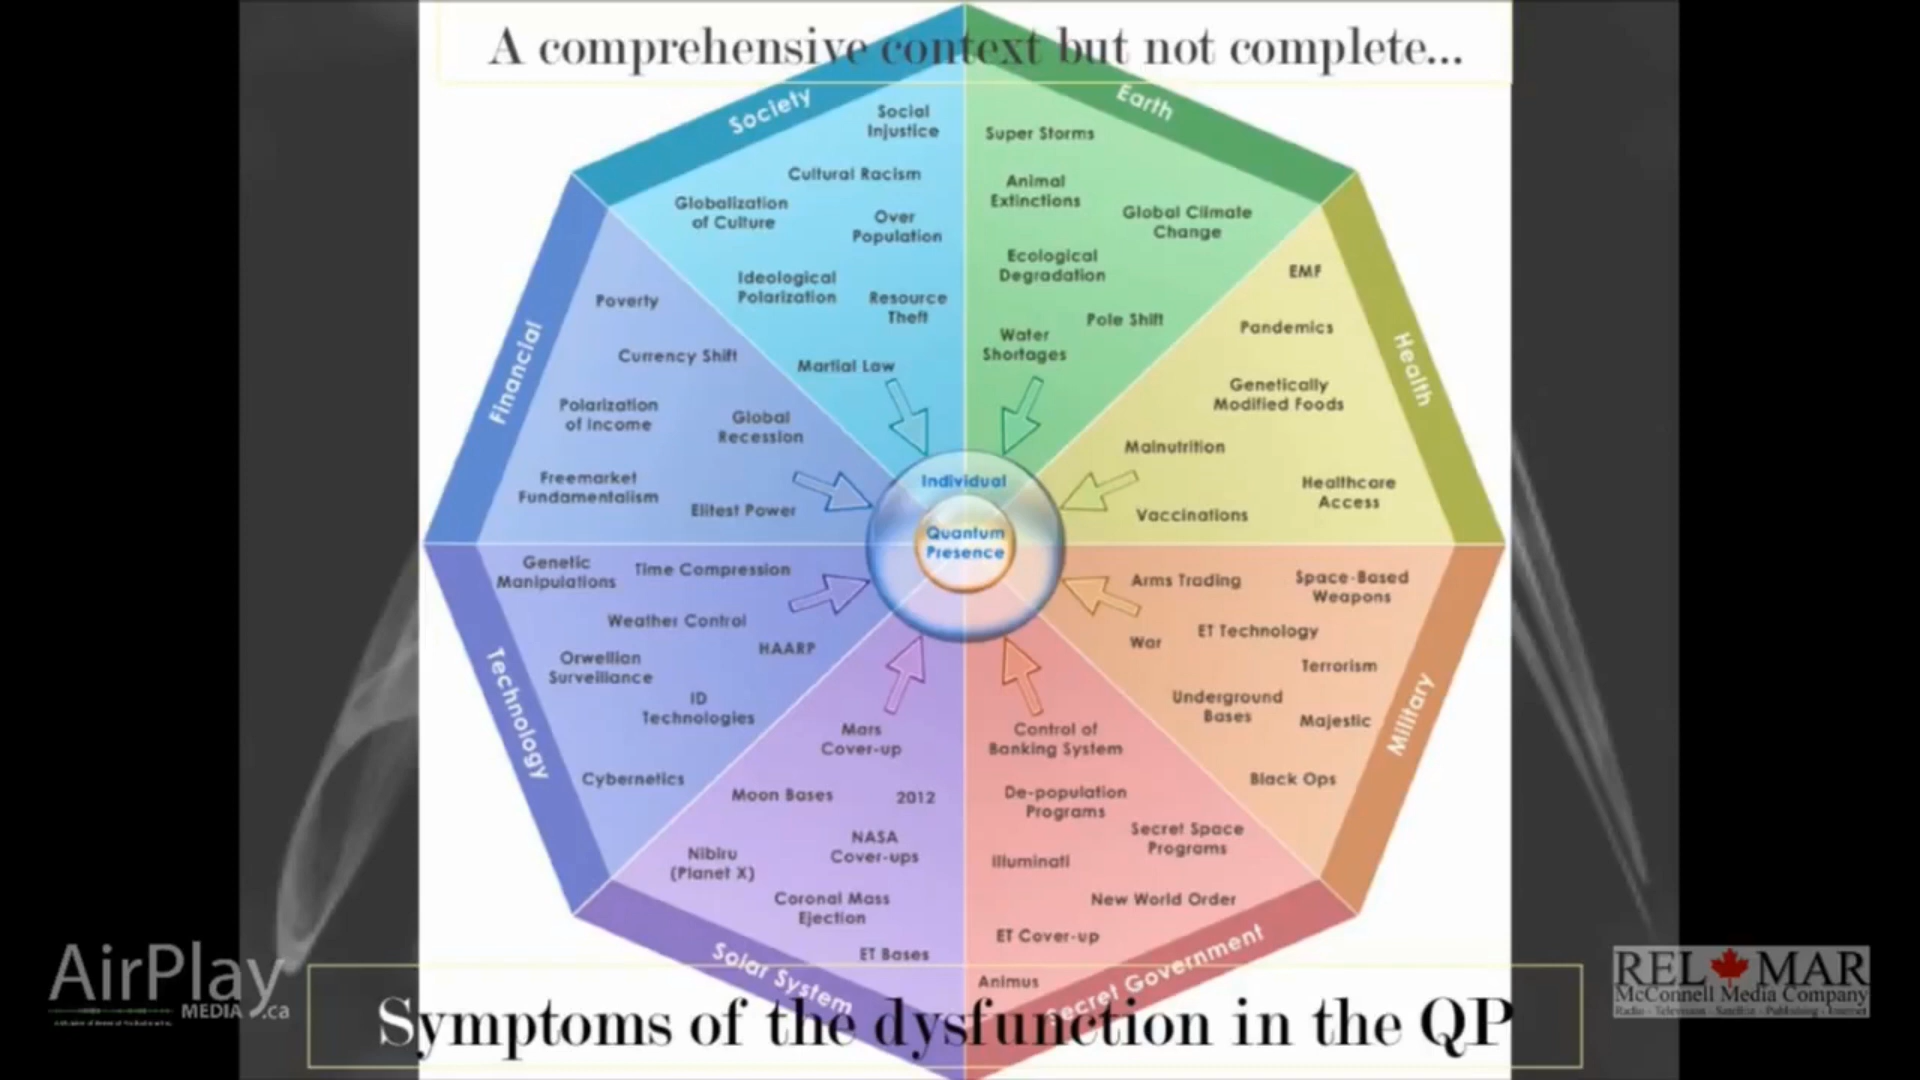 A comprehensive context but not complete...
Society
Social
Injustice
Cultural Racism
Globalization
of Culture
Over
Population
Ideological
Polarization
Resource
Theft
Martial Law
Earth
Super Storms
Animal
Extinctions
Global Climate
Change
Ecological
Degradation
Pole Shift
Water
Shortages
Health
EMF
Pandemics
Genetically
Modified Foods
Malnutrition
Healthcare
Access
Vaccinations
Financial
Poverty
Currency Shift
Polarization
of Income
Global
Recession
Freemarket
Fundamentalism
Elitest Power
Individual
Quantum
Presence
Technology
Genetic
Manipulations
Time Compression
Weather Control
HAARP
Orwellian
Surveillance
ID
Technologies
Cybernetics
Military
Arms Trading
Space-Based
Weapons
War
ET Technology
Terrorism
Underground
Bases
Majestic
Black Ops
Solar System
Mars
Cover-up
Moon Bases
2012
NASA
Cover-ups
Nibiru
(Planet X)
Coronal Mass
Ejection
ET Bases
Secret Government
Control of
Banking System
De-population
Programs
Secret Space
Programs
Illuminati
New World Order
ET Cover-up
Animus
Symptoms of the dysfunction in the QP
AirPlay
MEDIA .ca
REL MAR
McConnell Media Company
Radio - Television - Satellite - Publishing - Internet